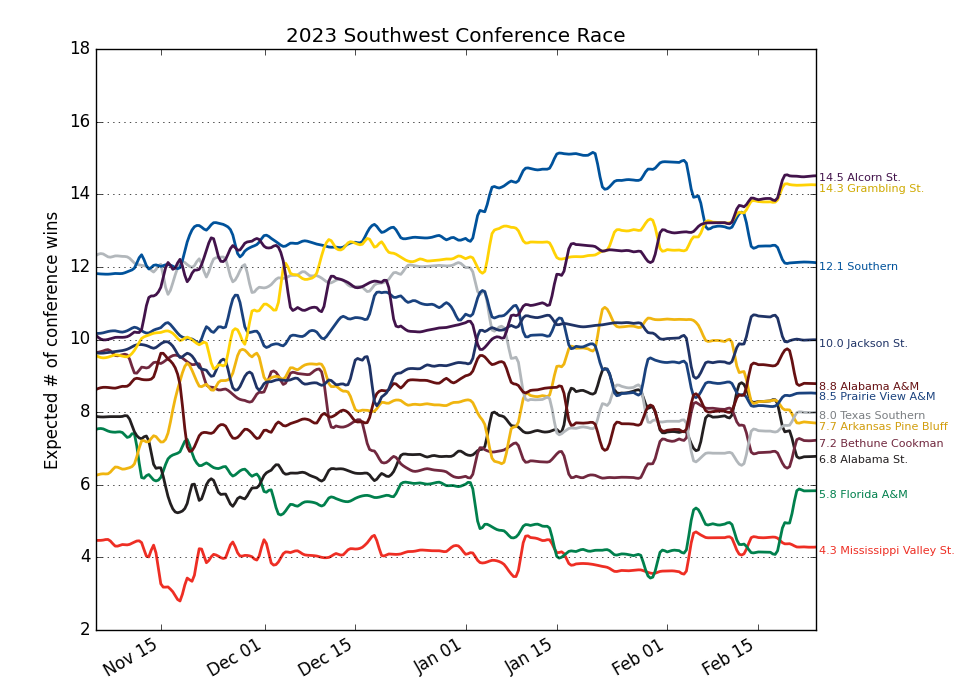 2023 Southwest Conference Race
Expected # of conference wins
18
16
14
12
10
8
6
4
2
14.5 Alcorn St.
14.3 Grambling St.
12.1 Southern
10.0 Jackson St.
8.8 Alabama A&M
8.5 Prairie View A&M
8.0 Texas Southern
7.7 Arkansas Pine Bluff
7.2 Bethune Cookman
6.8 Alabama St.
5.8 Florida A&M
4.3 Mississippi Valley St.
Nov 15
Dec 01
Dec 15
Jan 01
Jan 15
Feb 01
Feb 15